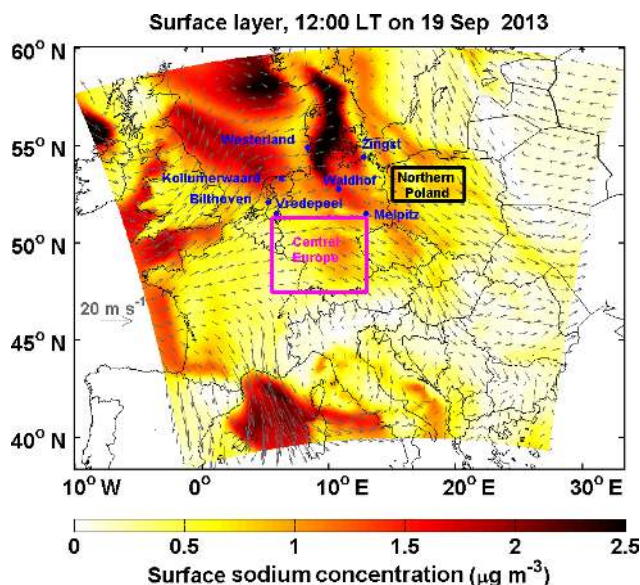 Surface layer, 12:00 LT on 19 Sep 2013
60° N
55° N
50° N
45° N
40° N
Westerland
Zingst
Kollumerwaard
Waldhof
Northern
Poland
Bilthoven
Vredepeel
Melpitz
Central
Europe
20 m s⁻¹
10° W
0°
10° E
20° E
30° E
0
0.5
1
1.5
2
2.5
Surface sodium concentration (µg m⁻³)